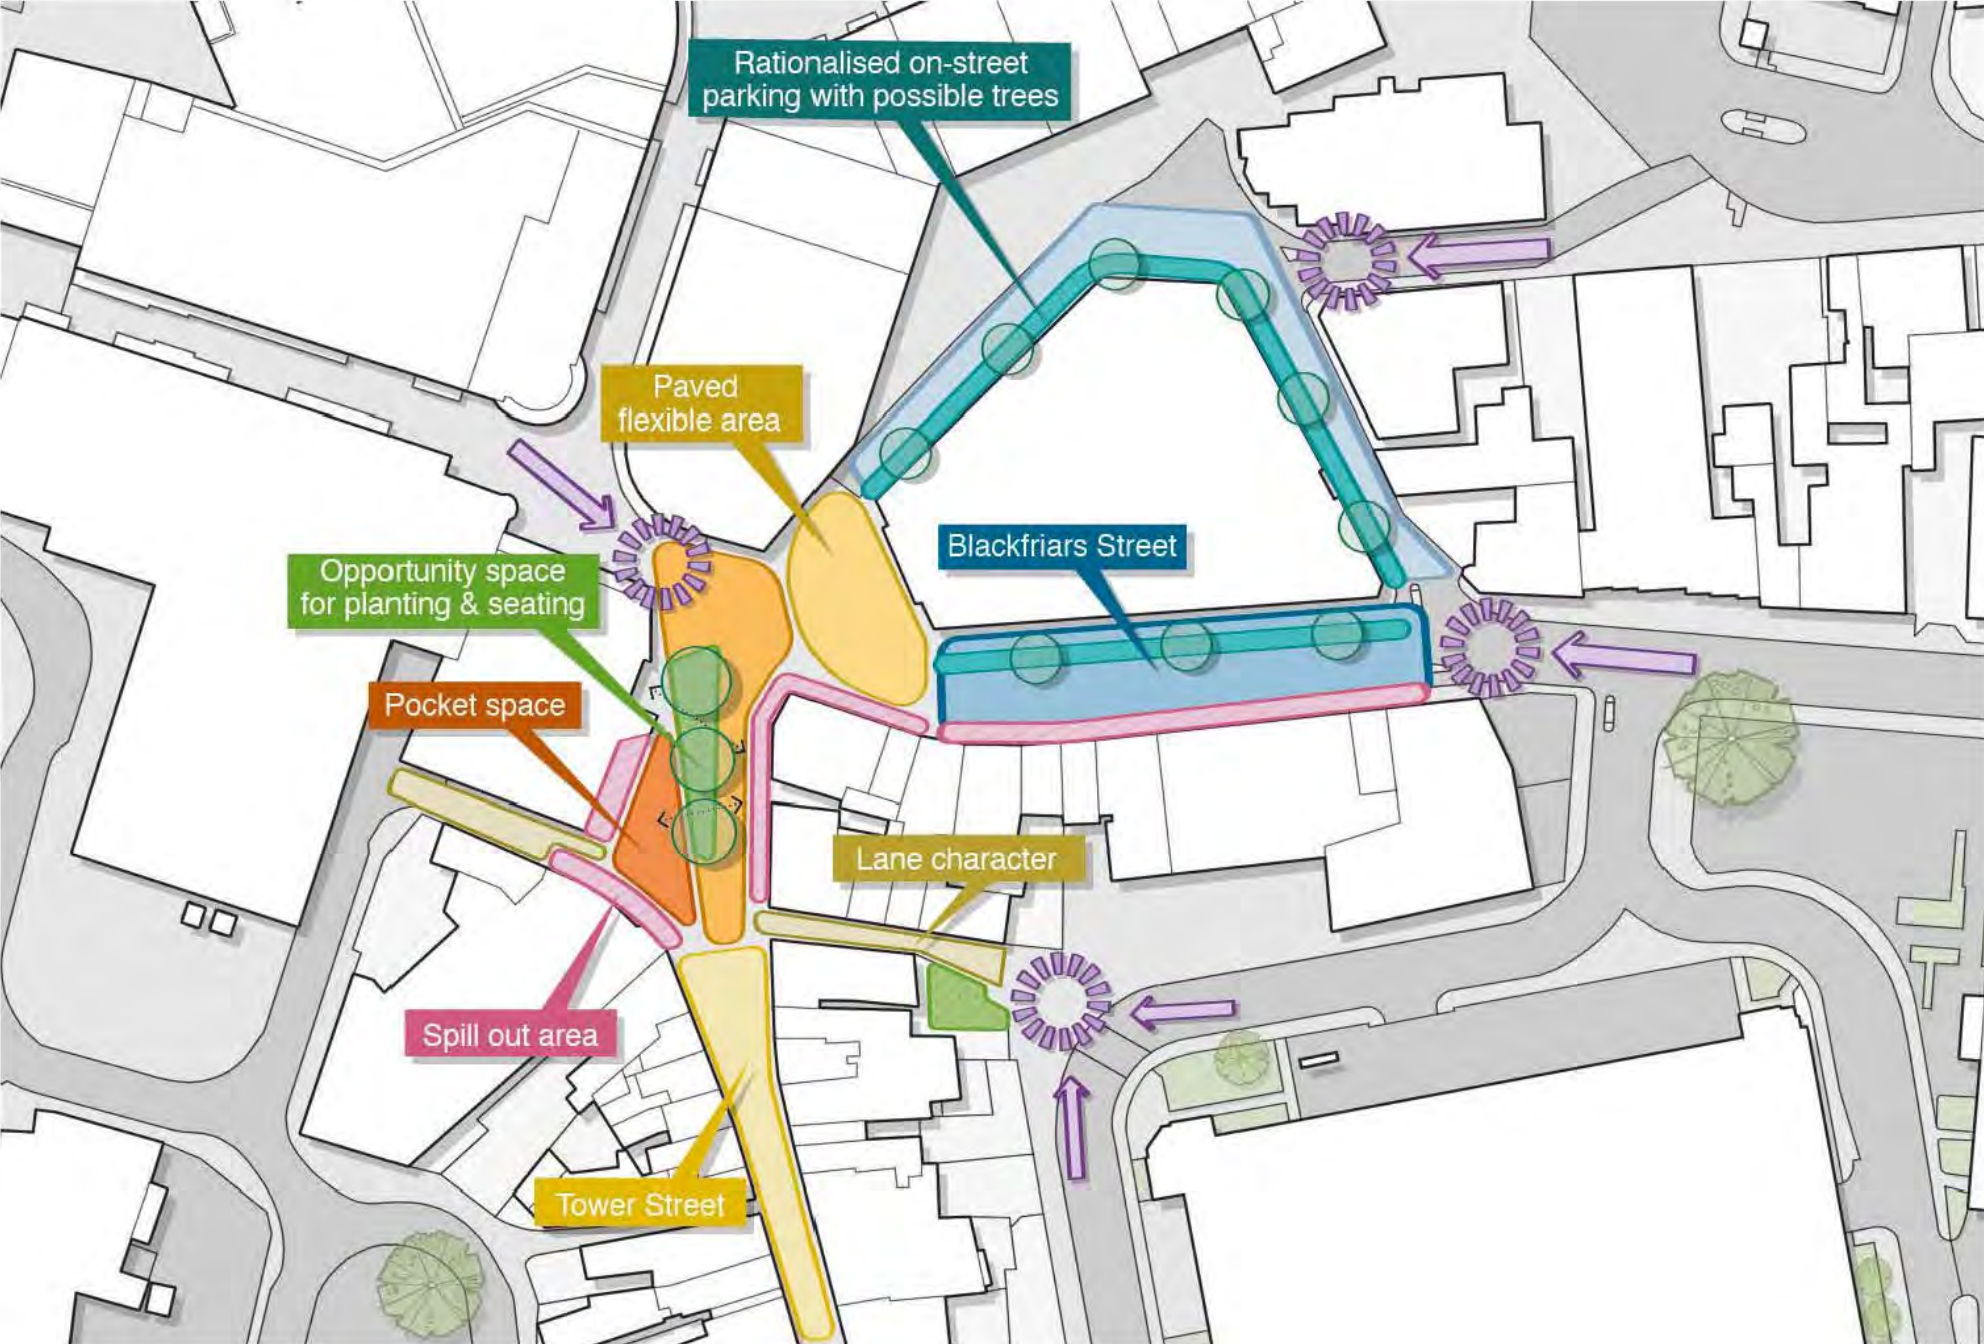 Rationalised on-street
parking with possible trees
Paved
flexible area
Blackfriars Street
Opportunity space
for planting & seating
Pocket space
Lane character
Spill out area
Tower Street